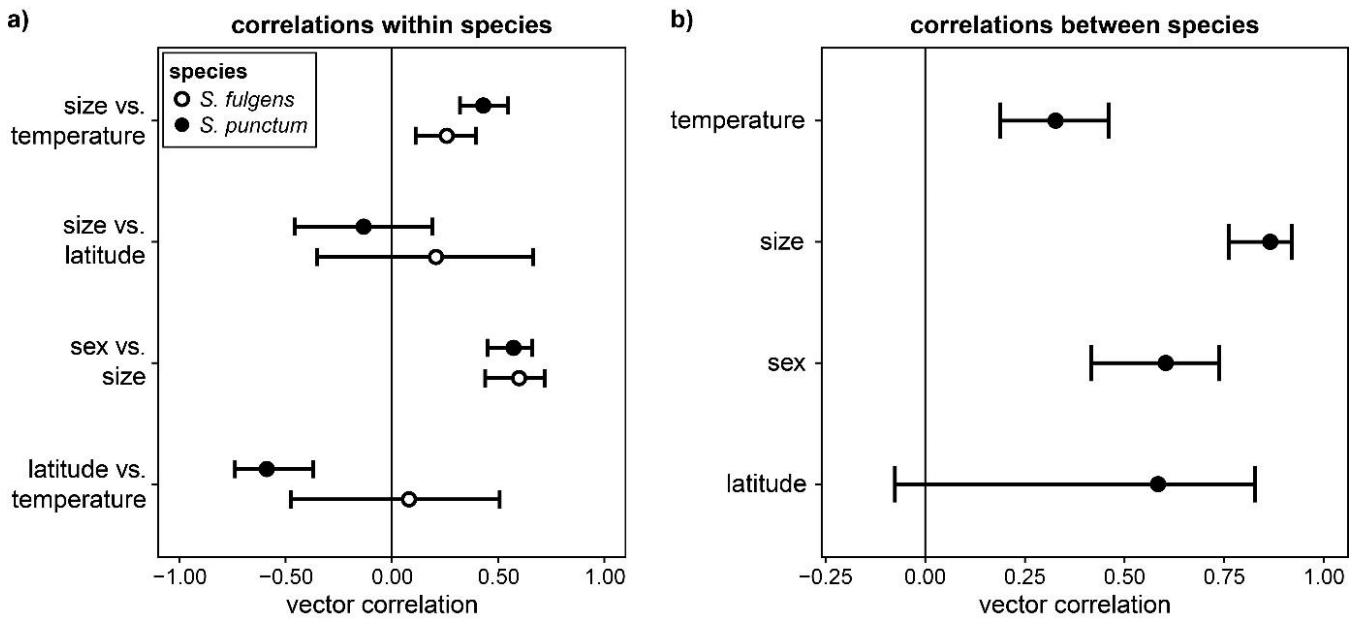 a)
correlations within species
species
S. fulgens
S. punctum
size vs.
temperature
size vs.
latitude
sex vs.
size
latitude vs.
temperature
−1.00 −0.50 0.00 0.50 1.00
vector correlation
b)
correlations between species
temperature
size
sex
latitude
−0.25 0.00 0.25 0.50 0.75 1.00
vector correlation